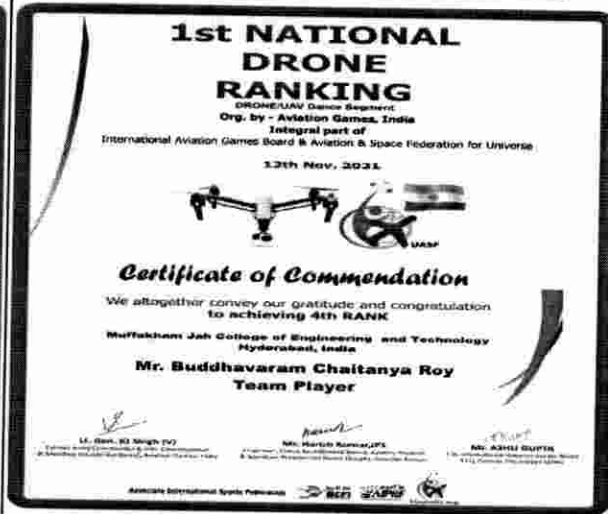 1st NATIONAL
DRONE
RANKING
DRONE/UAV Dance Segment
Org. by - Aviation Games, India
Integral part of
International Aviation Games Board & Aviation & Space Federation for Universe
12th Nov, 2021
UASF
Certificate of Commendation
We altogether convey our gratitude and congratulation
to achieving 4th RANK
Muffakham Jah College of Engineering and Technology
Hyderabad, India
Mr. Buddhavaram Chaitanya Roy
Team Player
Lt. Gen. KJ Singh (V)
Mr. Harish Kumar, IPS
Mr. ASHU GUPTA
Associate International Sports